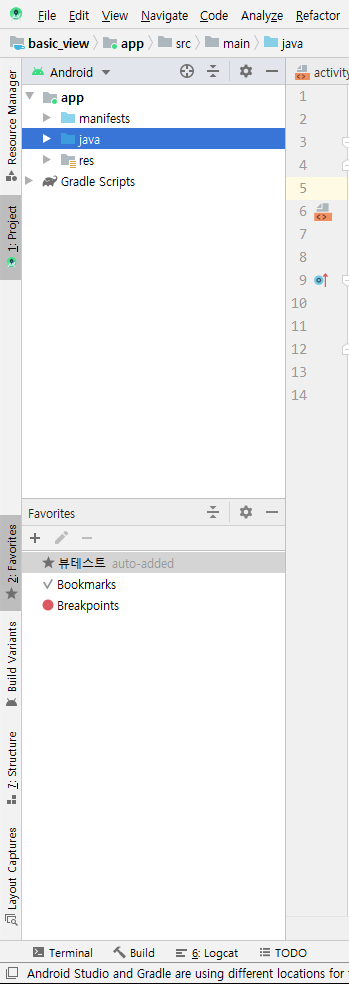 File Edit View Navigate Code Analyze Refactor
basic_view app src main java
Resource Manager
1: Project
Android
app
manifests
java
res
Gradle Scripts
activity
1
2
3
4
5
6
7
8
9
10
11
12
13
14
2: Favorites
Build Variants
7: Structure
Layout Captures
Favorites
뷰테스트 auto-added
Bookmarks
Breakpoints
Terminal Build 6: Logcat TODO
Android Studio and Gradle are using different locations for